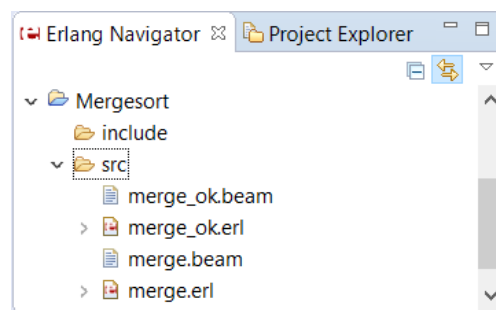 Erlang Navigator Project Explorer
Mergesort
include
src
merge_ok.beam
merge_ok.erl
merge.beam
merge.erl